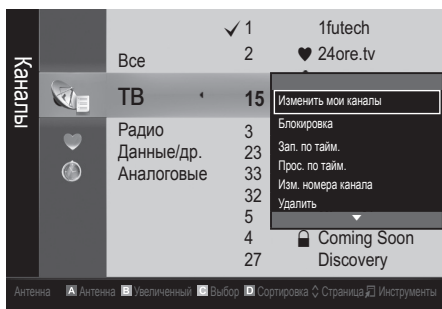 Каналы
✓ 1 1futech
Все 2 ♥ 24ore.tv
ТВ 15
Изменить мои каналы
Блокировка
Зап. по тайм.
Прос. по тайм.
Изм. номера канала
Удалить
Радио 3
Данные/др. 23
Аналоговые 33
32
5
4 Coming Soon
27 Discovery
Антенна A Антенна B Увеличенный C Выбор D Сортировка Страница Инструменты